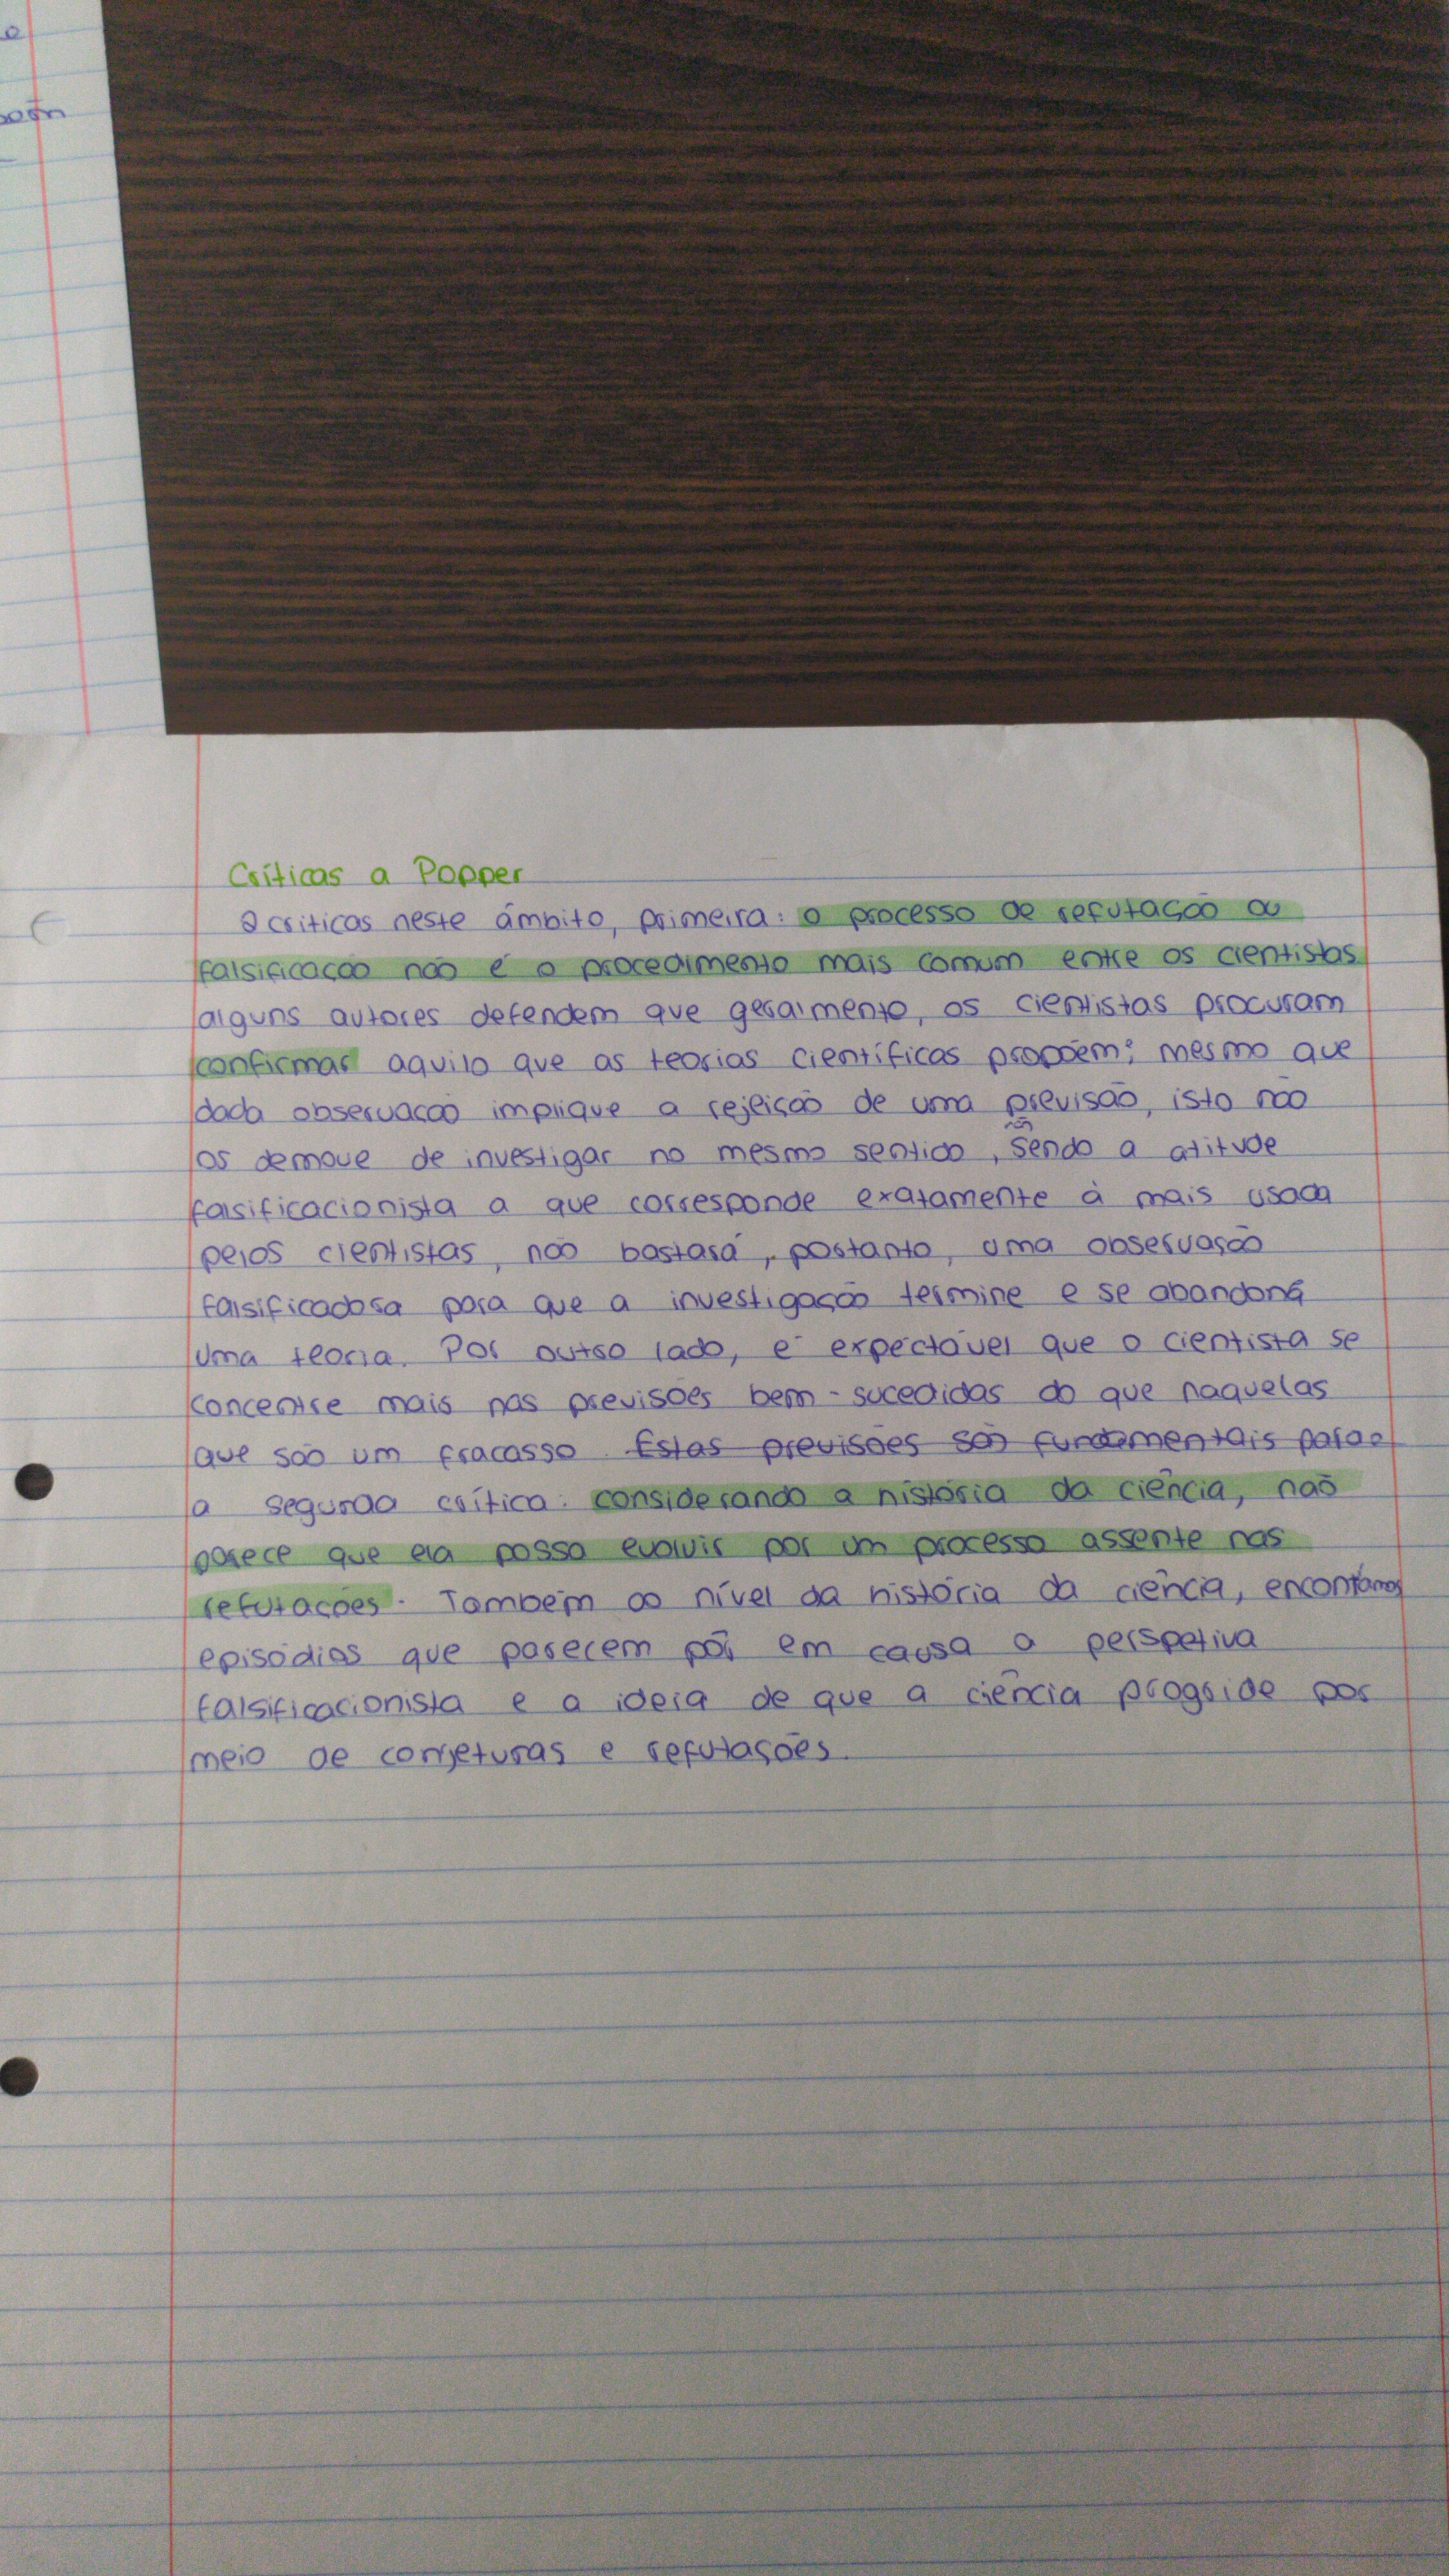 Críticas a Popper
2 criticas neste âmbito, primeira: o processo de refutação ou
falsificação não é o procedimento mais comum entre os cientistas
alguns autores defendem que geralmente, os cientistas procuram
confirmar aquilo que as teorias científicas propõem; mesmo que
dada observação implique a rejeição de uma previsão, isto não
os demove de investigar no mesmo sentido, sendo a atitude
falsificacionista a que corresponde exatamente à mais usada
pelos cientistas, não bastará, portanto, uma observação
falsificadora para que a investigação termine e se abandone
uma teoria. Por outro lado, é expectável que o cientista se
concentre mais nas previsões bem-sucedidas do que naquelas
que são um fracasso. Estas previsões são fundamentais para
a segunda crítica: considerando a história da ciência, não
parece que ela possa evoluir por um processo assente nas
refutações. Também ao nível da história da ciência, encontramos
episódios que parecem pôr em causa a perspetiva
falsificacionista e a ideia de que a ciência progride por
meio de conjeturas e refutações.